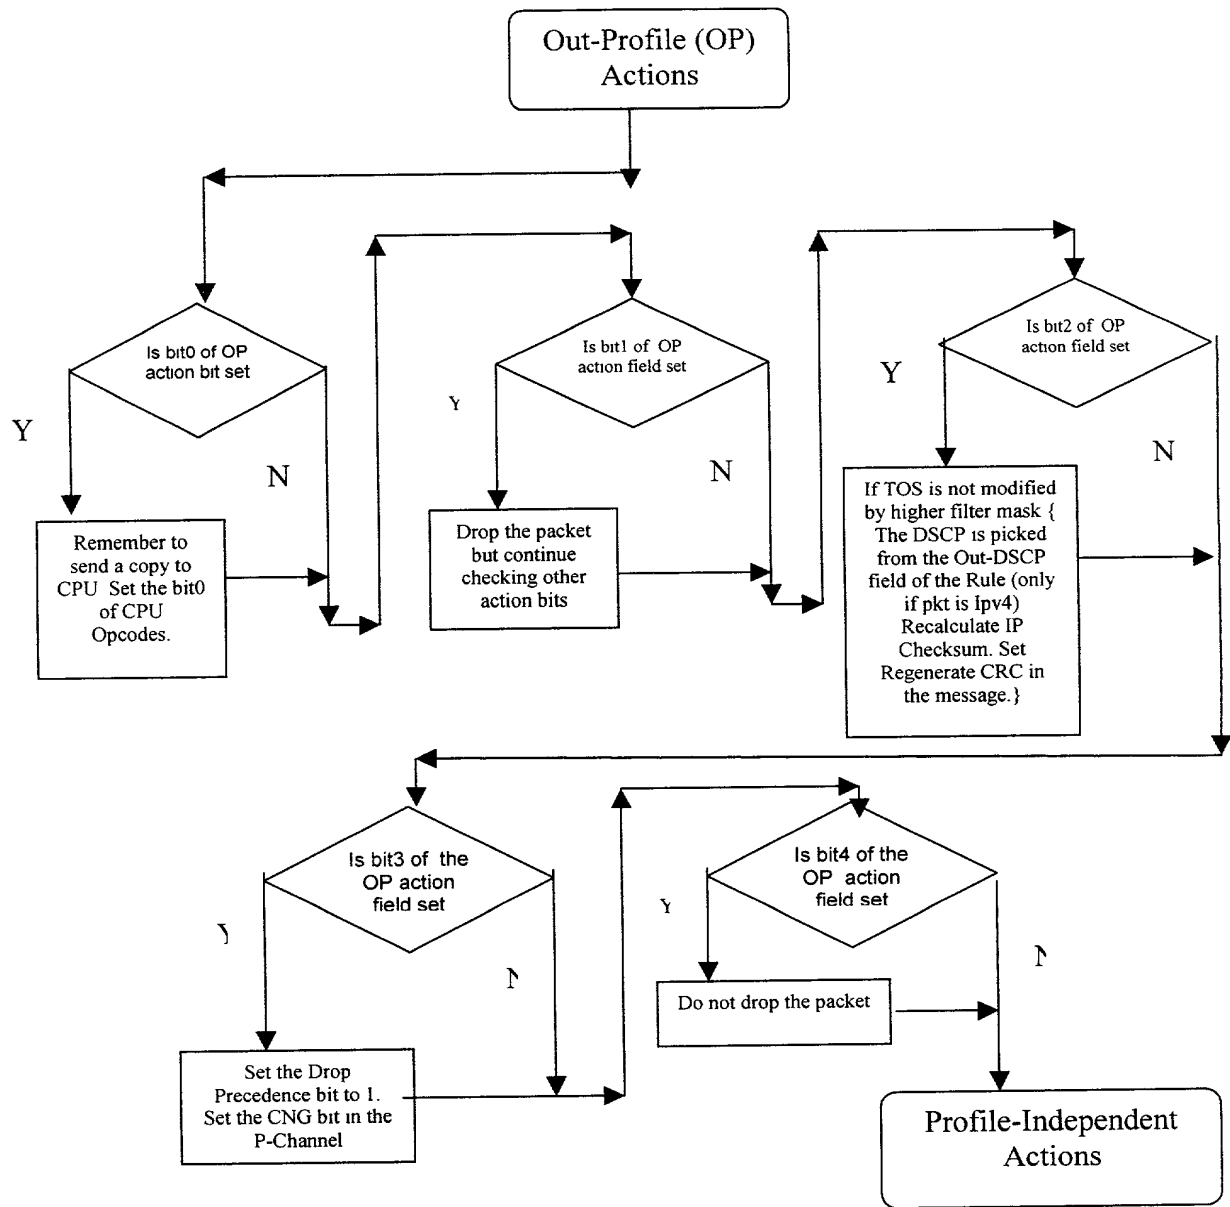 Out-Profile (OP)
Actions
Is bit0 of OP
action bit set
Y
N
Remember to
send a copy to
CPU Set the bit0
of CPU
Opcodes.
Is bit1 of OP
action field set
Y
N
Drop the packet
but continue
checking other
action bits
Is bit2 of OP
action field set
Y
N
If TOS is not modified
by higher filter mask {
The DSCP is picked
from the Out-DSCP
field of the Rule (only
if pkt is Ipv4)
Recalculate IP
Checksum. Set
Regenerate CRC in
the message.}
Is bit3 of the
OP action
field set
Y
N
Set the Drop
Precedence bit to 1.
Set the CNG bit in the
P-Channel
Is bit4 of the
OP action
field set
Y
N
Do not drop the packet
Profile-Independent
Actions